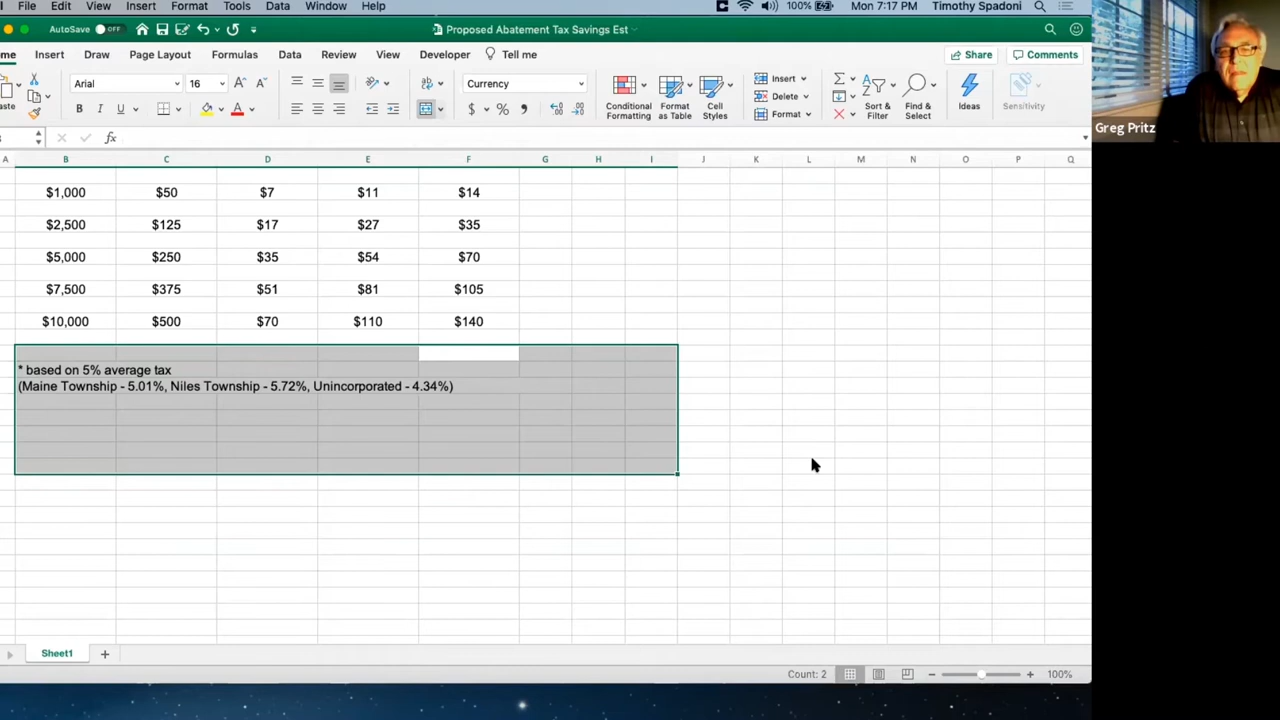 File Edit View Insert Format Tools Data Window Help 100% Mon 7:17 PM Timothy Spadoni
AutoSave OFF Proposed Abatement Tax Savings Est
Insert Draw Page Layout Formulas Data Review View Developer Tell me Share Comments
Arial 16 Currency Insert
Delete
Format
Conditional Formatting
Format as Table
Cell Styles
Sort & Filter
Find & Select
Ideas
Sensitivity
Greg Pritz
fx
A B C D E F G H I J K L M N O P Q
$1,000 $50 $7 $11 $14
$2,500 $125 $17 $27 $35
$5,000 $250 $35 $54 $70
$7,500 $375 $51 $81 $105
$10,000 $500 $70 $110 $140
* based on 5% average tax
(Maine Township - 5.01%, Niles Township - 5.72%, Unincorporated - 4.34%)
Sheet1
Count: 2 100%